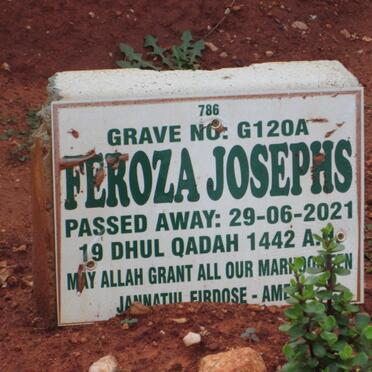 786
GRAVE NO: G120A
FEROZA JOSEPHS
PASSED AWAY: 29-06-2021
19 DHUL QADAH 1442 A.
MAY ALLAH GRANT ALL OUR
JANNATUL FIRDOSE - AME